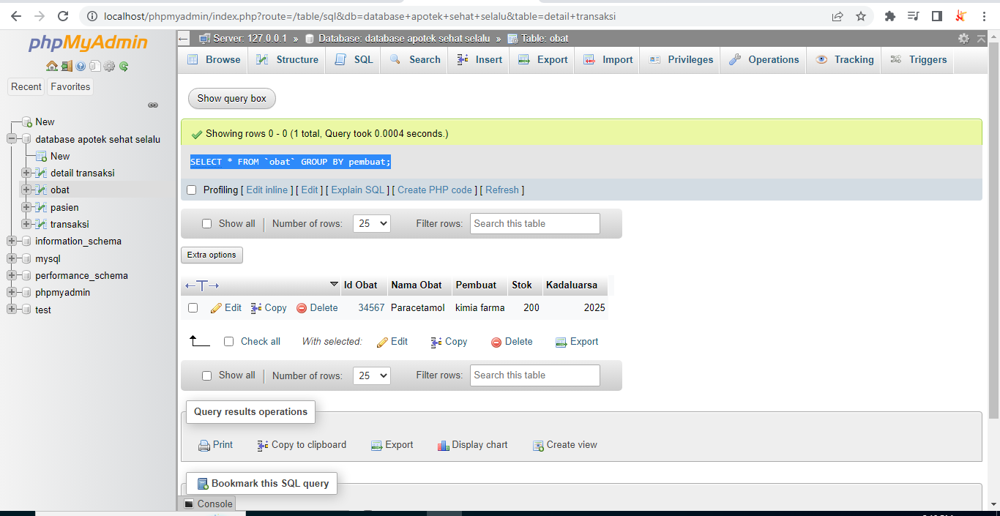 localhost/phpmyadmin/index.php?route=/table/sql&db=database+apotek+sehat+selalu&table=detail+transaksi
phpMyAdmin
Recent Favorites
New
database apotek sehat selalu
New
detail transaksi
obat
pasien
transaksi
information_schema
mysql
performance_schema
phpmyadmin
test
Server: 127.0.0.1 » Database: database apotek sehat selalu » Table: obat
Browse Structure SQL Search Insert Export Import Privileges Operations Tracking Triggers
Show query box
Showing rows 0 - 0 (1 total, Query took 0.0004 seconds.)
SELECT * FROM `obat` GROUP BY pembuat;
Profiling [ Edit inline ] [ Edit ] [ Explain SQL ] [ Create PHP code ] [ Refresh ]
Show all | Number of rows: 25 Filter rows: Search this table
Extra options
←T→ Id Obat Nama Obat Pembuat Stok Kadaluarsa
Edit Copy Delete 34567 Paracetamol kimia farma 200 2025
Check all With selected: Edit Copy Delete Export
Show all | Number of rows: 25 Filter rows: Search this table
Query results operations
Print Copy to clipboard Export Display chart Create view
Bookmark this SQL query
Console